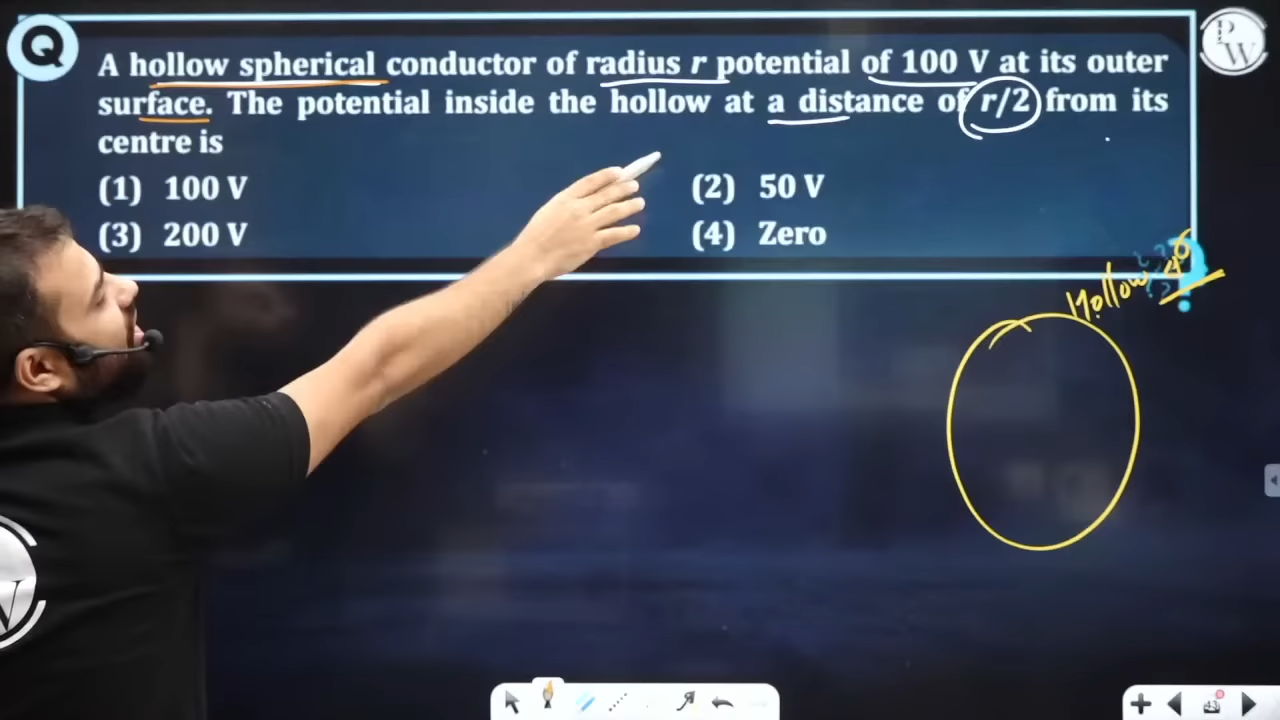 Q
A hollow spherical conductor of radius r potential of 100 V at its outer
surface. The potential inside the hollow at a distance of r/2 from its
centre is
(1) 100 V
(2) 50 V
(3) 200 V
(4) Zero
P
W
Hollow
43